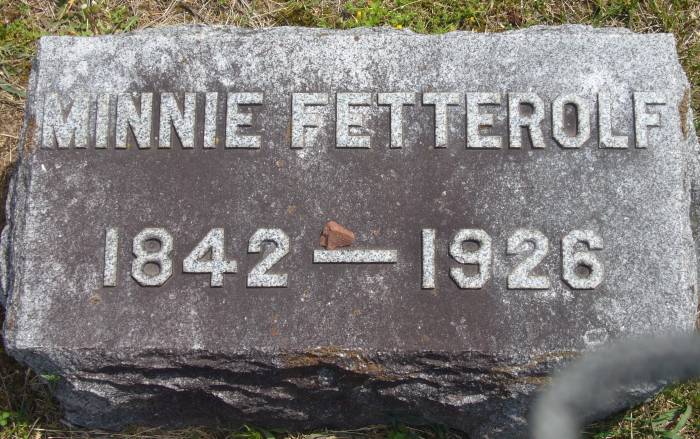 MINNIE FETTEROLF
1842 — 1926